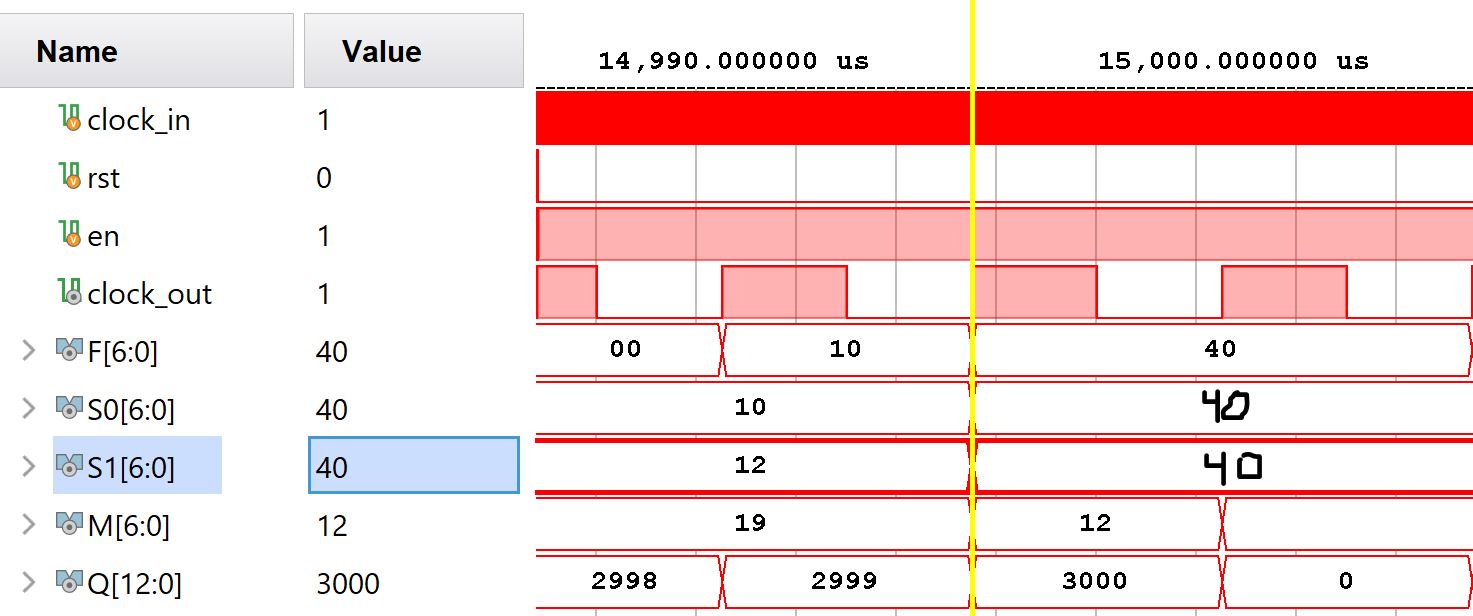 Name Value
14,990.000000 us 15,000.000000 us
clock_in 1
rst 0
en 1
clock_out 1
F[6:0] 40 00 10 40
S0[6:0] 40 10 40
S1[6:0] 40 12 40
M[6:0] 12 19 12
Q[12:0] 3000 2998 2999 3000 0